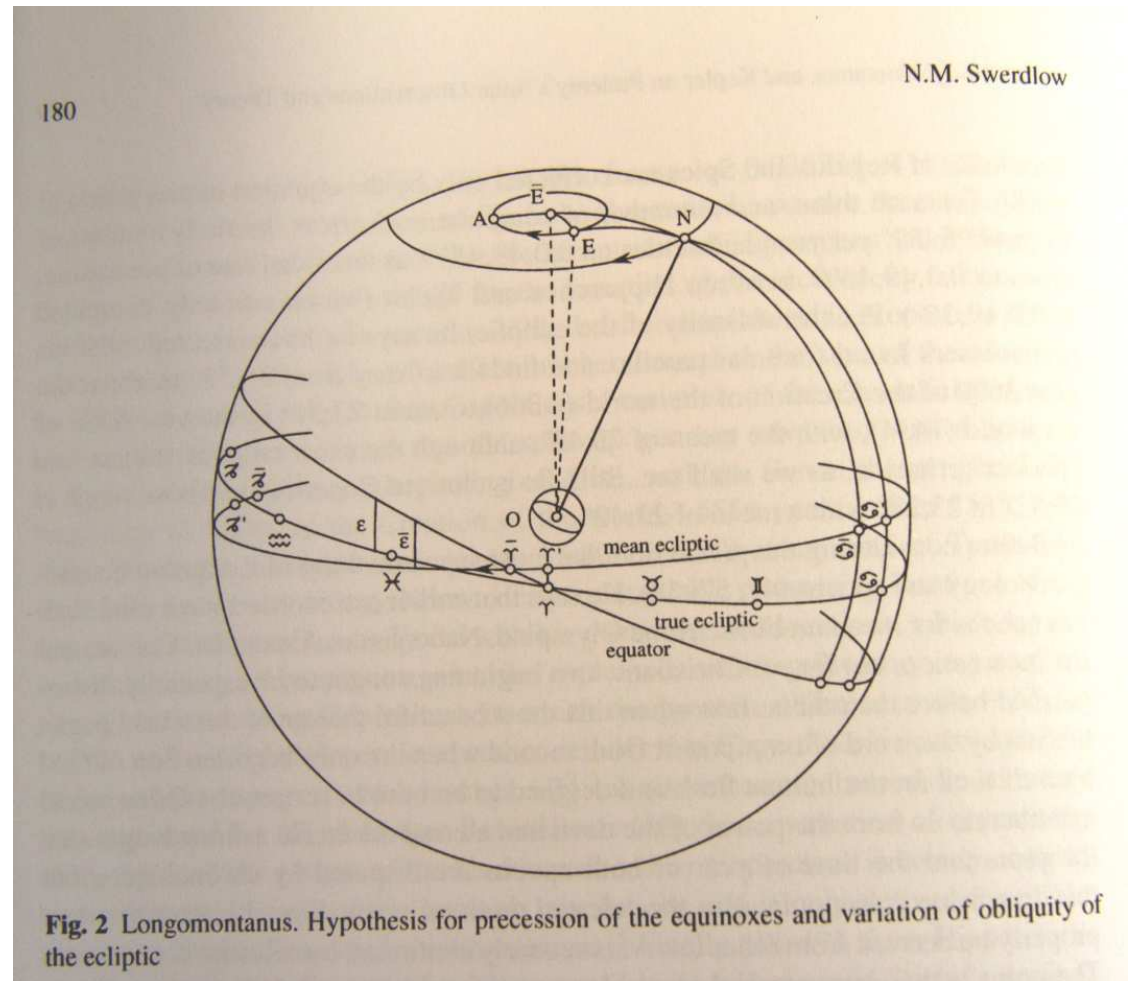 N.M. Swerdlow
180
Ē
A
E
N
♑
♑̄
♑'
♒
ε
ε̄
♓
O
mean ecliptic
♋'
♋̄
♋
♈̄
♈'
♈
♉
♊
true ecliptic
equator
Fig. 2 Longomontanus. Hypothesis for precession of the equinoxes and variation of obliquity of
the ecliptic